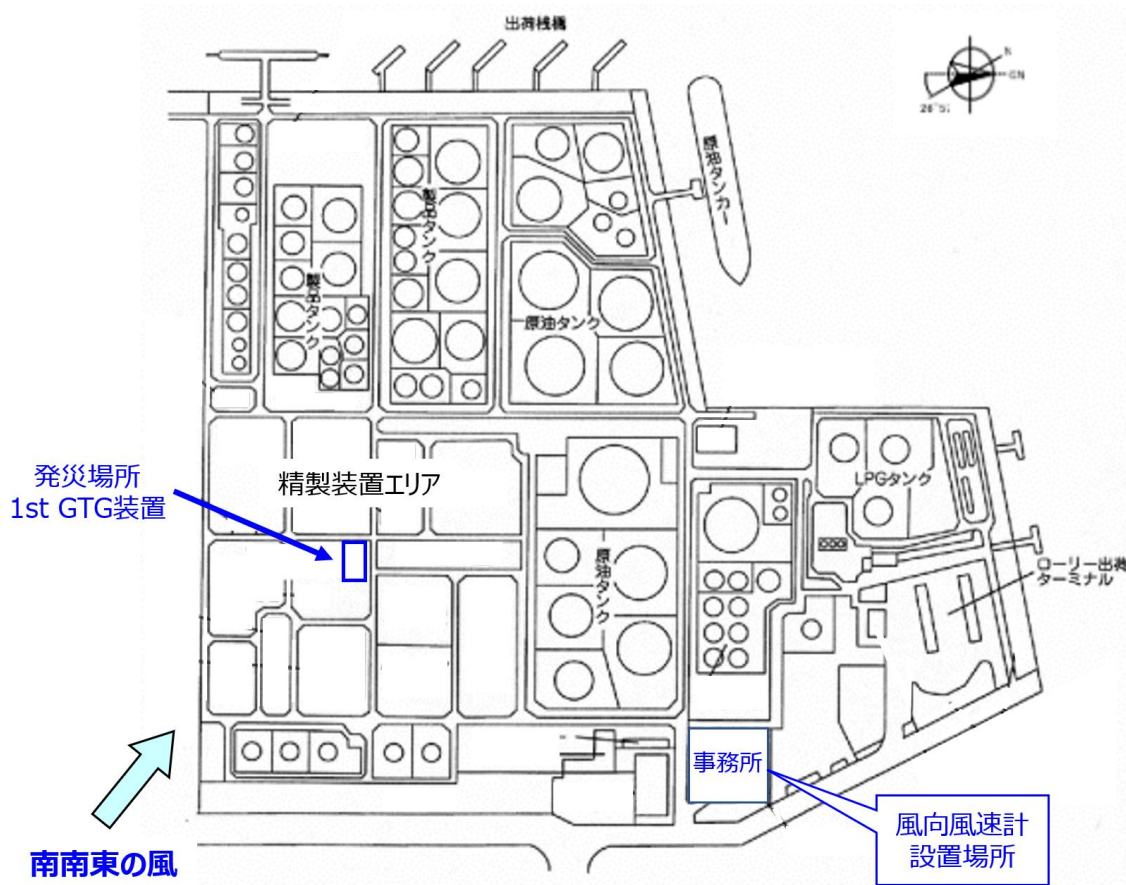 出荷桟橋
N
GN
原油タンカー
製品タンク
製品タンク
原油タンク
発災場所
1st GTG装置
精製装置エリア
LPGタンク
原油タンク
ローリー出荷
ターミナル
事務所
南南東の風
風向風速計
設置場所